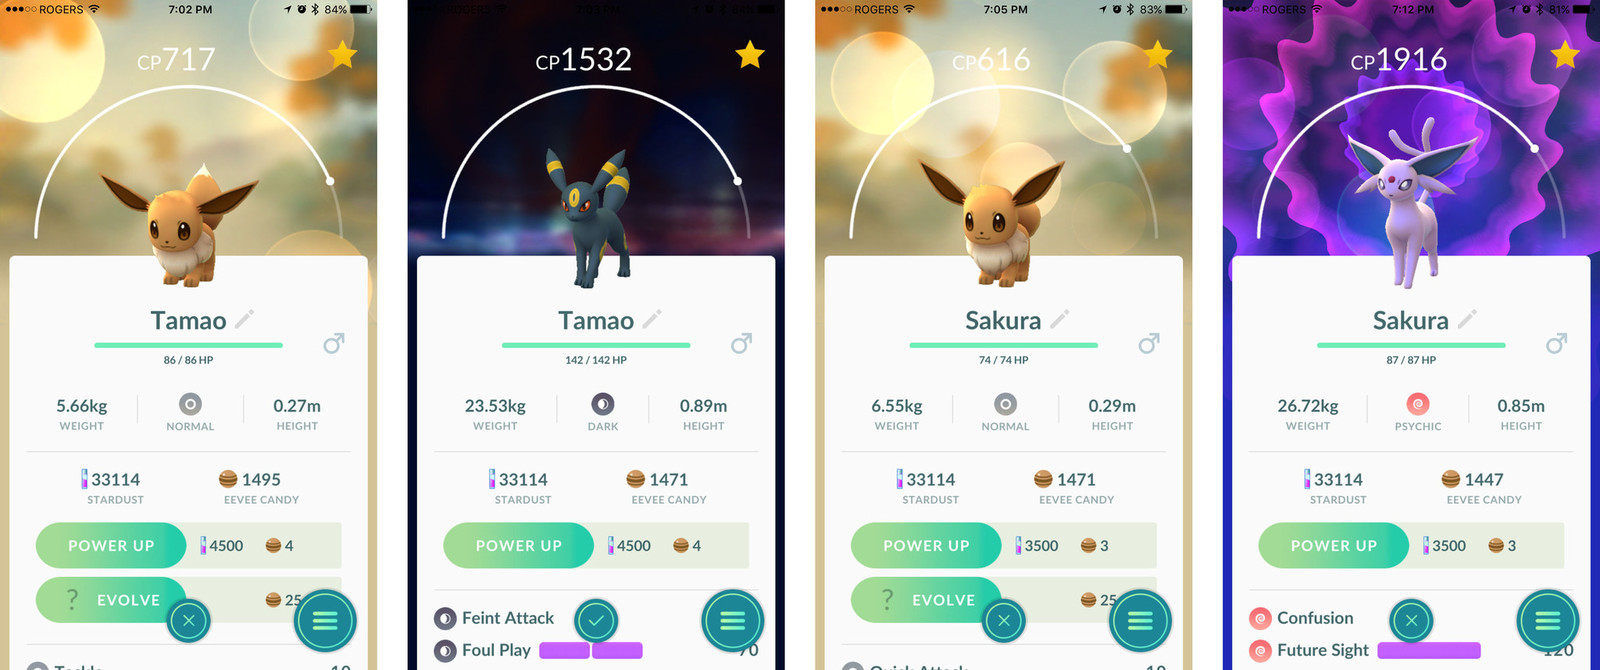 ROGERS 7:02 PM 84%
CP717
Tamao
86 / 86 HP
5.66kg NORMAL 0.27m
WEIGHT HEIGHT
33114 1495
STARDUST EEVEE CANDY
POWER UP 4500 4
? EVOLVE 25
Tackle 10
ROGERS
CP1532
Tamao
142 / 142 HP
23.53kg DARK 0.89m
WEIGHT HEIGHT
33114 1471
STARDUST EEVEE CANDY
POWER UP 4500 4
Feint Attack
Foul Play 70
ROGERS 7:05 PM 83%
CP616
Sakura
74 / 74 HP
6.55kg NORMAL 0.29m
WEIGHT HEIGHT
33114 1471
STARDUST EEVEE CANDY
POWER UP 3500 3
? EVOLVE 25
Quick Attack 10
ROGERS 7:12 PM 81%
CP1916
Sakura
87 / 87 HP
26.72kg PSYCHIC 0.85m
WEIGHT HEIGHT
33114 1447
STARDUST EEVEE CANDY
POWER UP 3500 3
Confusion
Future Sight 120